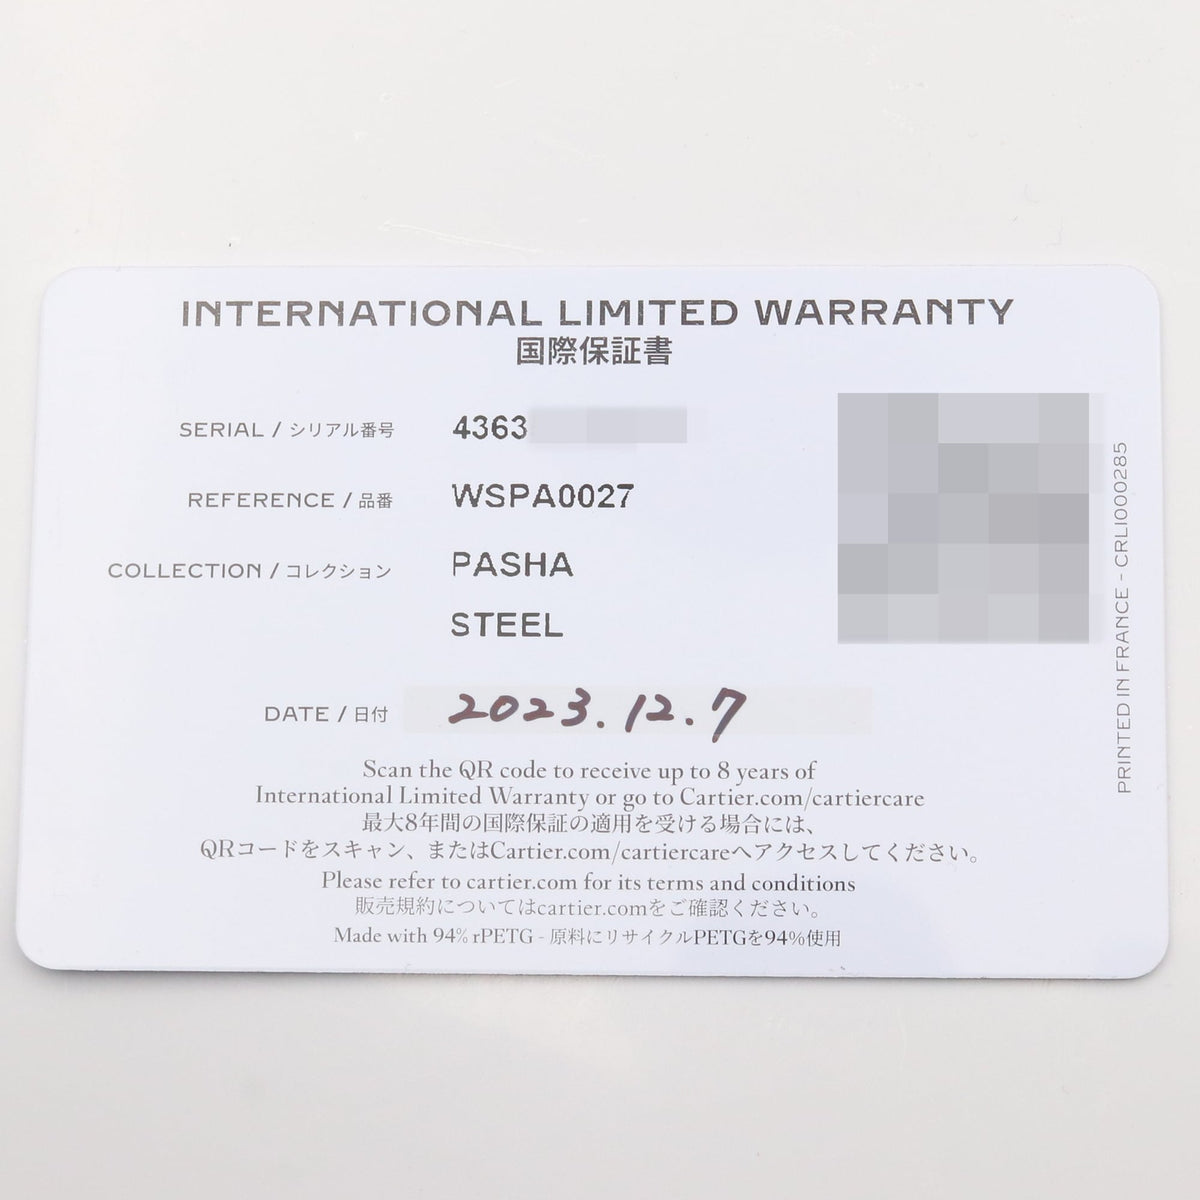 INTERNATIONAL LIMITED WARRANTY
国際保証書
SERIAL / シリアル番号 4363
REFERENCE / 品番 WSPA0027
COLLECTION / コレクション PASHA
STEEL
DATE / 日付 2023.12.7
Scan the QR code to receive up to 8 years of
International Limited Warranty or go to Cartier.com/cartiercare
最大8年間の国際保証の適用を受ける場合には、
QRコードをスキャン、またはCartier.com/cartiercareへアクセスしてください。
Please refer to cartier.com for its terms and conditions
販売規約についてはcartier.comをご確認ください。
Made with 94% rPETG - 原料にリサイクルPETGを94%使用
PRINTED IN FRANCE - CRLI000285